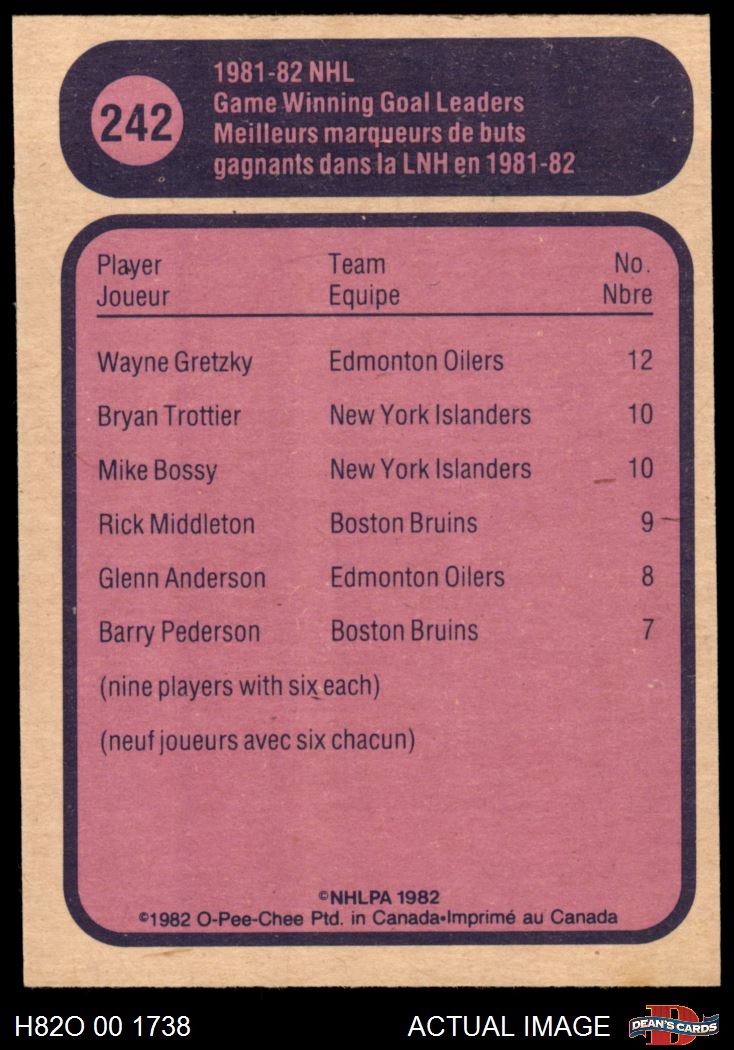 242
1981-82 NHL
Game Winning Goal Leaders
Meilleurs marqueurs de buts
gagnants dans la LNH en 1981-82
Player Team No.
Joueur Equipe Nbre
Wayne Gretzky Edmonton Oilers 12
Bryan Trottier New York Islanders 10
Mike Bossy New York Islanders 10
Rick Middleton Boston Bruins 9
Glenn Anderson Edmonton Oilers 8
Barry Pederson Boston Bruins 7
(nine players with six each)
(neuf joueurs avec six chacun)
©NHLPA 1982
©1982 O-Pee-Chee Ptd. in Canada•Imprimé au Canada
H82O 00 1738 ACTUAL IMAGE DEAN'S CARDS